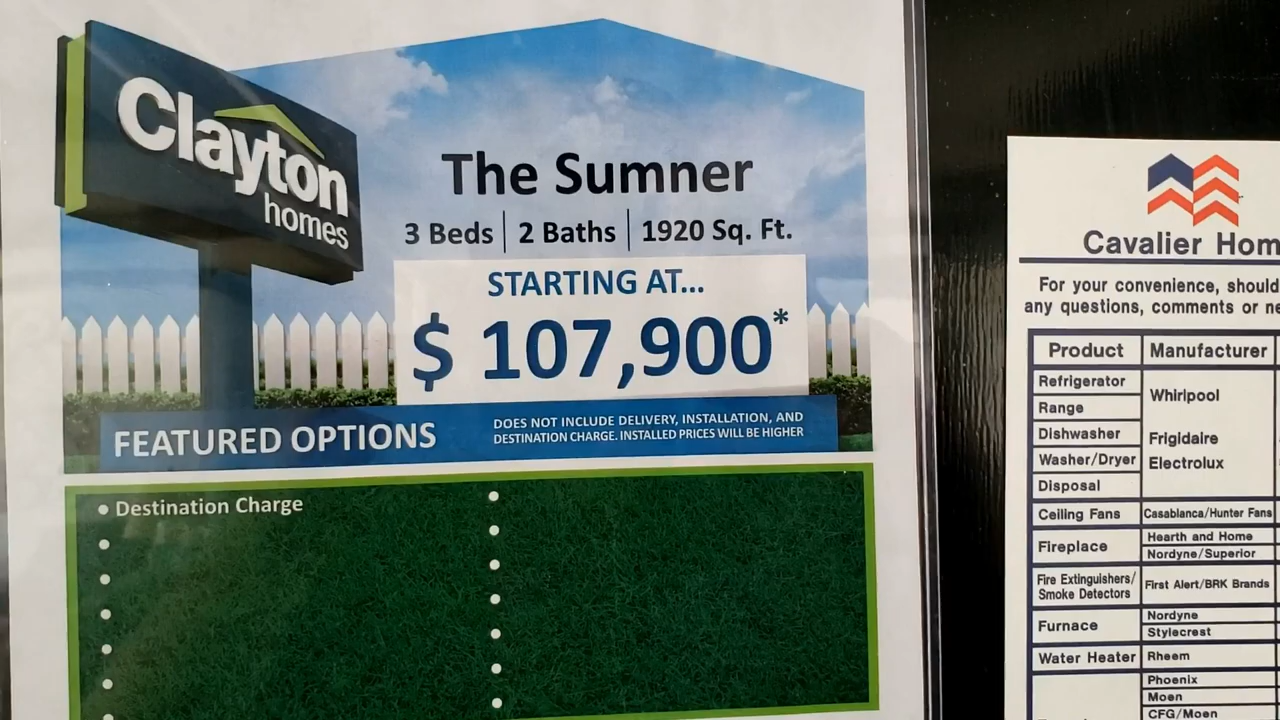 Clayton
homes
The Sumner
3 Beds | 2 Baths | 1920 Sq. Ft.
STARTING AT...
$ 107,900*
FEATURED OPTIONS
DOES NOT INCLUDE DELIVERY, INSTALLATION, AND
DESTINATION CHARGE. INSTALLED PRICES WILL BE HIGHER
• Destination Charge
Cavalier Hom
For your convenience, should
any questions, comments or ne
Product
Manufacturer
Refrigerator
Range
Dishwasher
Washer/Dryer
Disposal
Whirlpool
Frigidaire
Electrolux
Ceiling Fans
Casablanca/Hunter Fans
Fireplace
Hearth and Home
Nordyne/Superior
Fire Extinguishers/
Smoke Detectors
First Alert/BRK Brands
Furnace
Nordyne
Stylecrest
Water Heater
Rheem
Phoenix
Moen
CFG/Moen